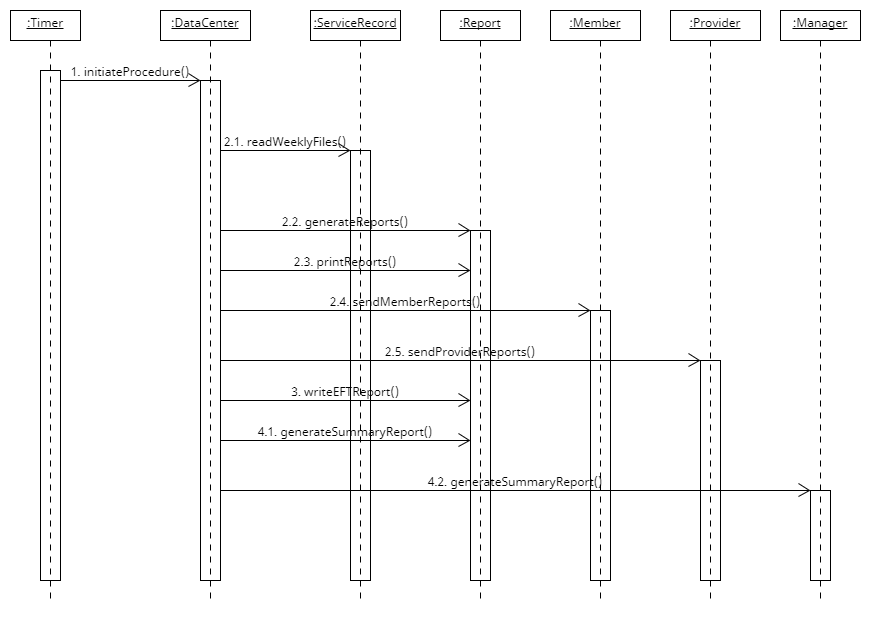 :Timer
:DataCenter
:ServiceRecord
:Report
:Member
:Provider
:Manager
1. initiateProcedure()
2.1. readWeeklyFiles()
2.2. generateReports()
2.3. printReports()
2.4. sendMemberReports()
2.5. sendProviderReports()
3. writeEFTReport()
4.1. generateSummaryReport()
4.2. generateSummaryReport()